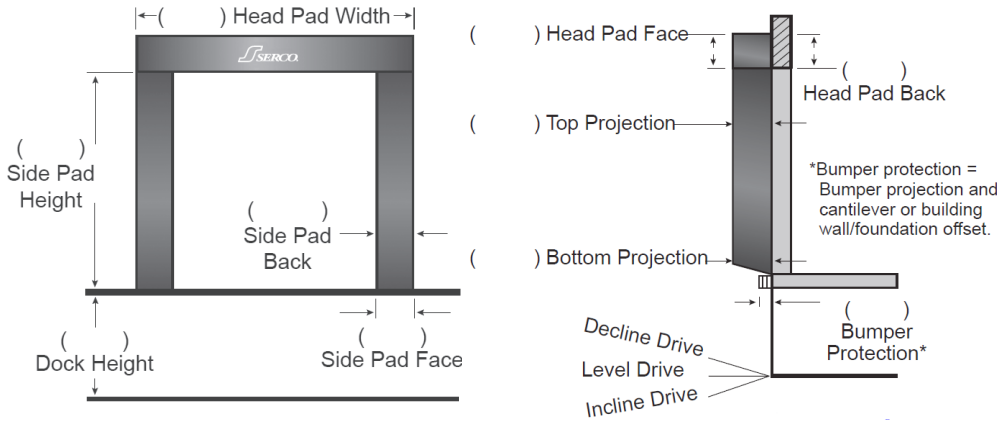 ( ) Head Pad Width
SERCO.
( )
Side Pad
Height
( )
Side Pad
Back
( )
Dock Height
( )
Side Pad Face
( ) Head Pad Face
( )
Head Pad Back
( ) Top Projection
*Bumper protection =
Bumper projection and
cantilever or building
wall/foundation offset.
( ) Bottom Projection
( )
Bumper
Protection*
Decline Drive
Level Drive
Incline Drive